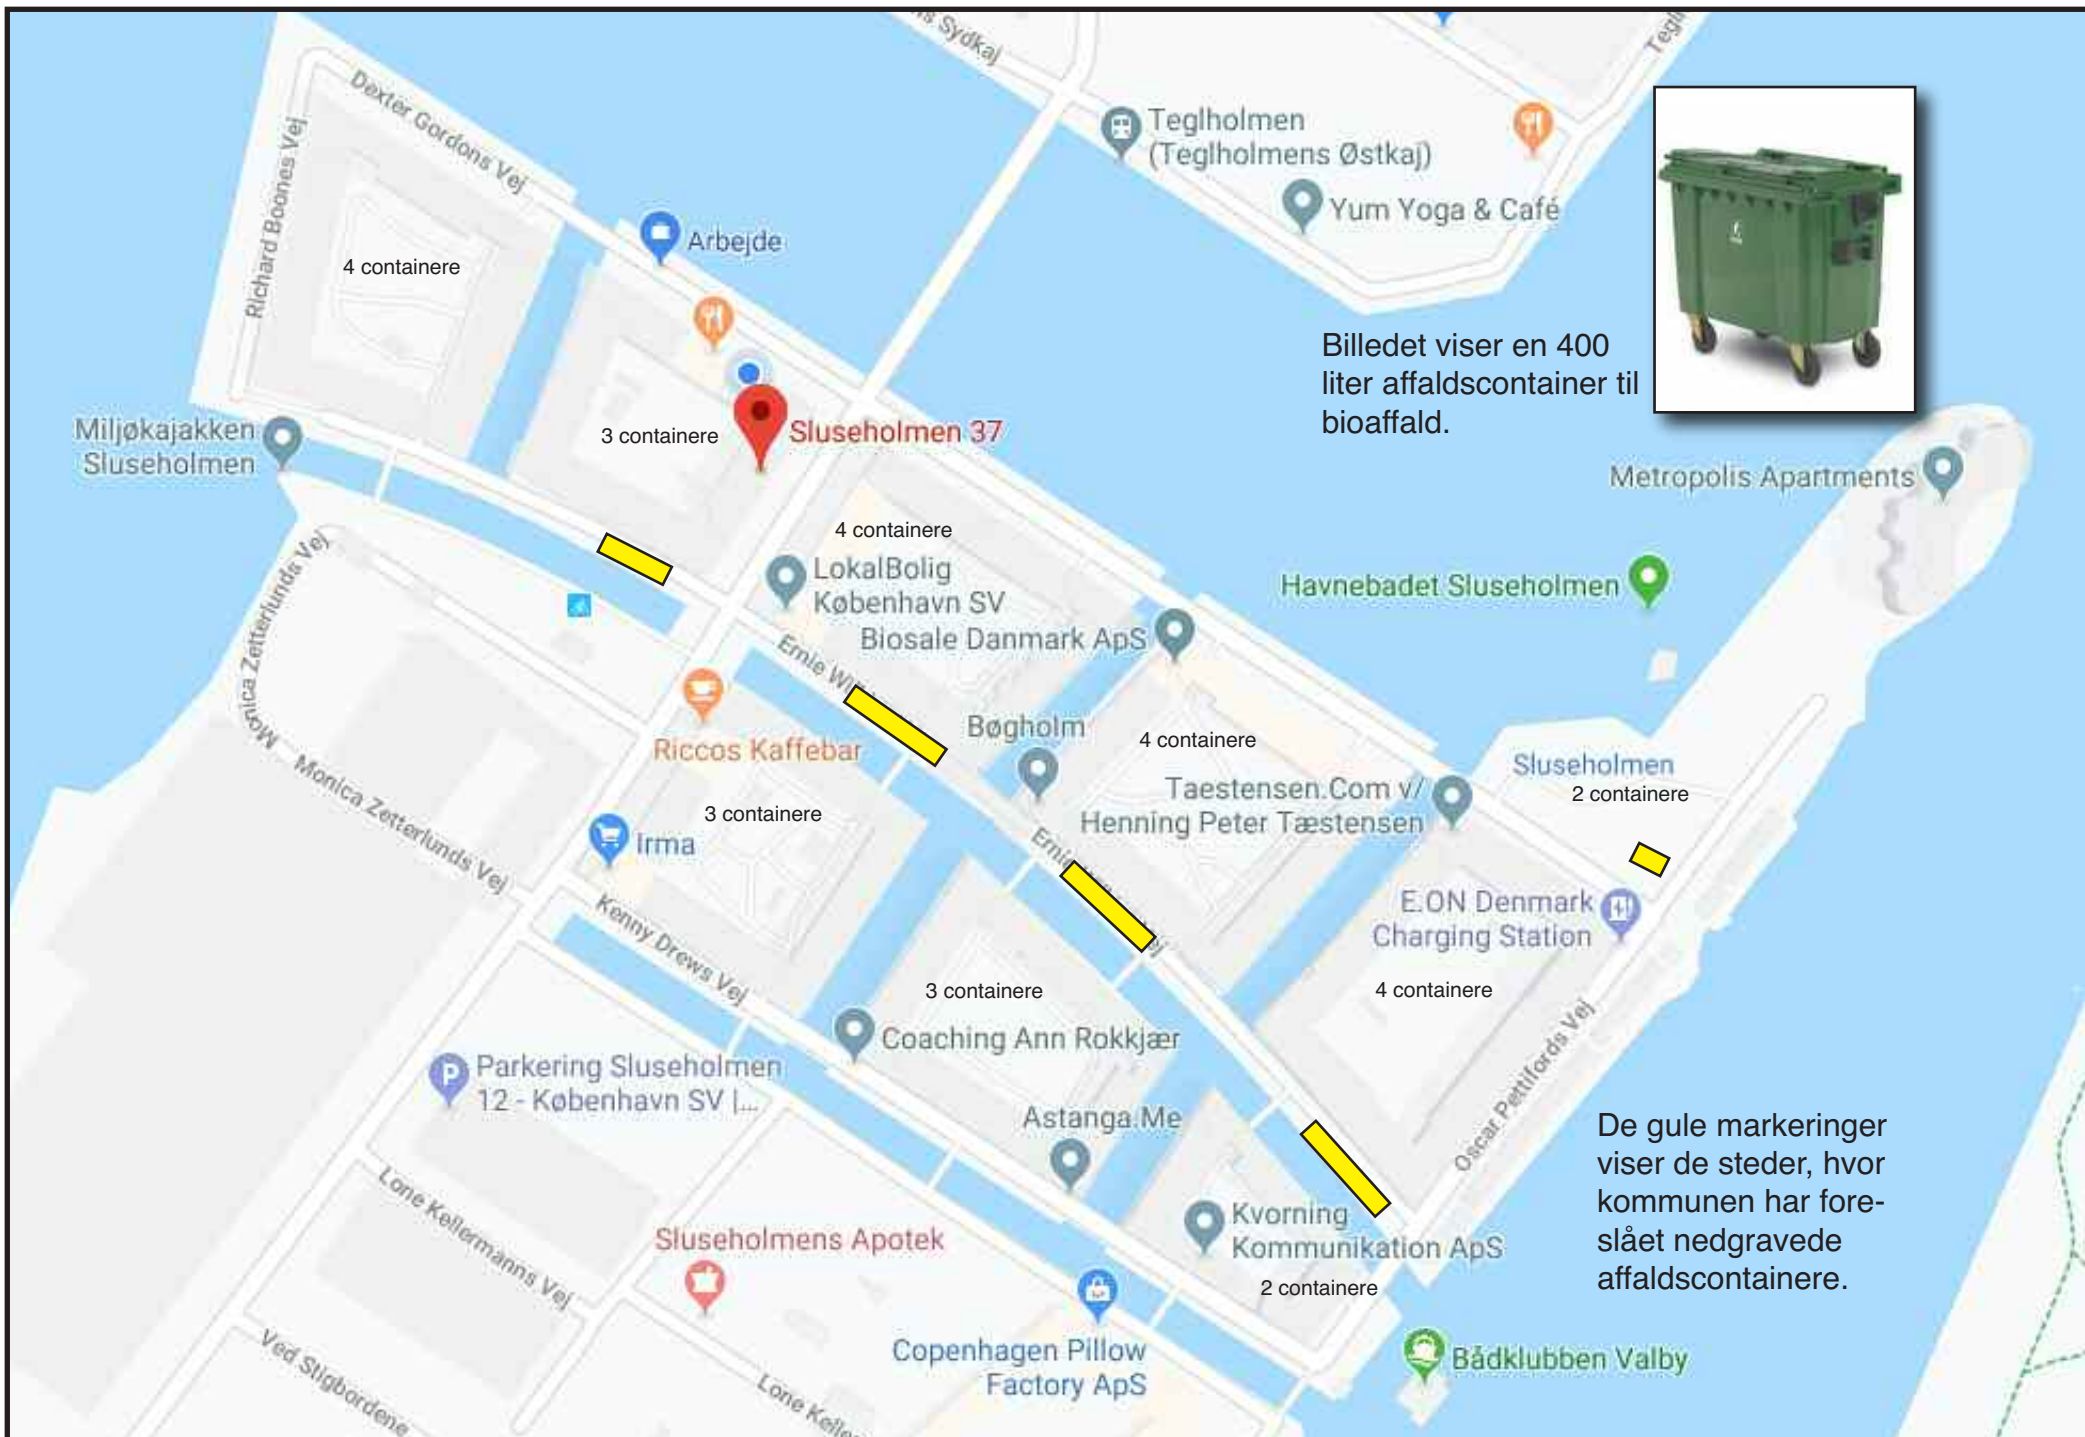 Sydkaj
Dexter Gordons Vej
Richard Boones Vej
Teglholmen
(Teglholmens Østkaj)
Yum Yoga & Café
Arbejde
4 containere
Billedet viser en 400
liter affaldscontainer til
bioaffald.
Miljøkajakken
Sluseholmen
3 containere
Sluseholmen 37
Metropolis Apartments
4 containere
LokalBolig
København SV
Havnebadet Sluseholmen
Biosale Danmark ApS
Monica Zetterlunds Vej
Ernie
Riccos Kaffebar
Bøgholm
4 containere
Sluseholmen
2 containere
Taestensen.Com v/
Henning Peter Tæstensen
Monica Zetterlunds Vej
3 containere
Irma
Ernie
Vej
Kenny Drews Vej
E.ON Denmark
Charging Station
3 containere
4 containere
Coaching Ann Rokkjær
Oscar Pettifords Vej
P
Parkering Sluseholmen
12 - København SV |...
Astanga.Me
De gule markeringer
viser de steder, hvor
kommunen har fore-
slået nedgravede
affaldscontainere.
Lone Kellermanns Vej
Sluseholmens Apotek
Kvorning
Kommunikation ApS
2 containere
Ved Stigbordene
Copenhagen Pillow
Factory ApS
Bådklubben Valby
Lone